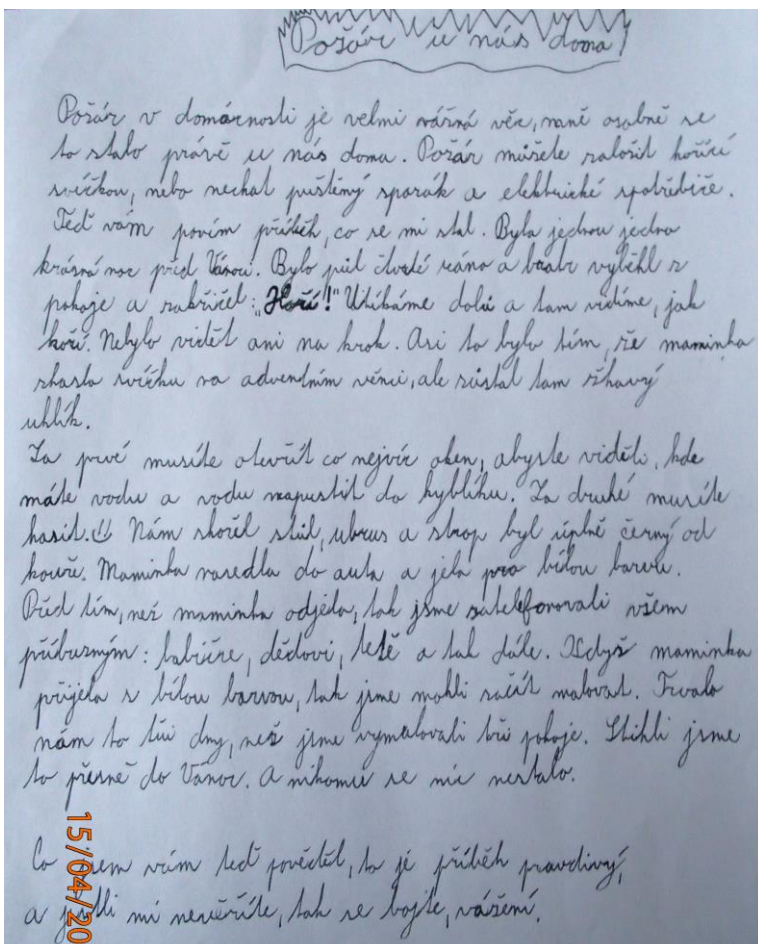 Požár u nás doma
Požár v domácnosti je velmi vážná věc, mně osobně se
to stalo právě u nás doma. Požár můžete založit hořící
svíčkou, nebo nechat puštěný sporák a elektrické spotřebiče.
Teď vám povím příběh, co se mi stal. Byla jednou jedna
krásná noc před Vánoci. Bylo půl čtvrté ráno a bratr vyběhl z
pokoje a zakřičel: „Hoří!" Utíkáme dolů a tam vidíme, jak
hoří. Nebylo vidět ani na krok. Asi to bylo tím, že maminka
zhasla svíčku na adventním věnci, ale zůstal tam žhavý
uhlík.
Za prvé musíte otevřít co nejvíc oken, abyste viděli, kde
máte vodu a vodu napustit do kyblíku. Za druhé musíte
hasit.☺ Nám shořel stůl, ubrus a strop byl úplně černý od
kouře. Maminka nasedla do auta a jela pro bílou barvu.
Před tím, než maminka odjela, tak jsme zatelefonovali všem
příbuzným: babičce, dědovi, tetě a tak dále. Když maminka
přijela s bílou barvou, tak jsme mohli začít malovat. Trvalo
nám to tři dny, než jsme vymalovali tři pokoje. Stihli jsme
to přesně do Vánoc. A nikomu se nic nestalo.
Co jsem vám teď pověděl, to je příběh pravdivý,
a jestli mi nevěříte, tak se bojte, vážení.
15/04/20